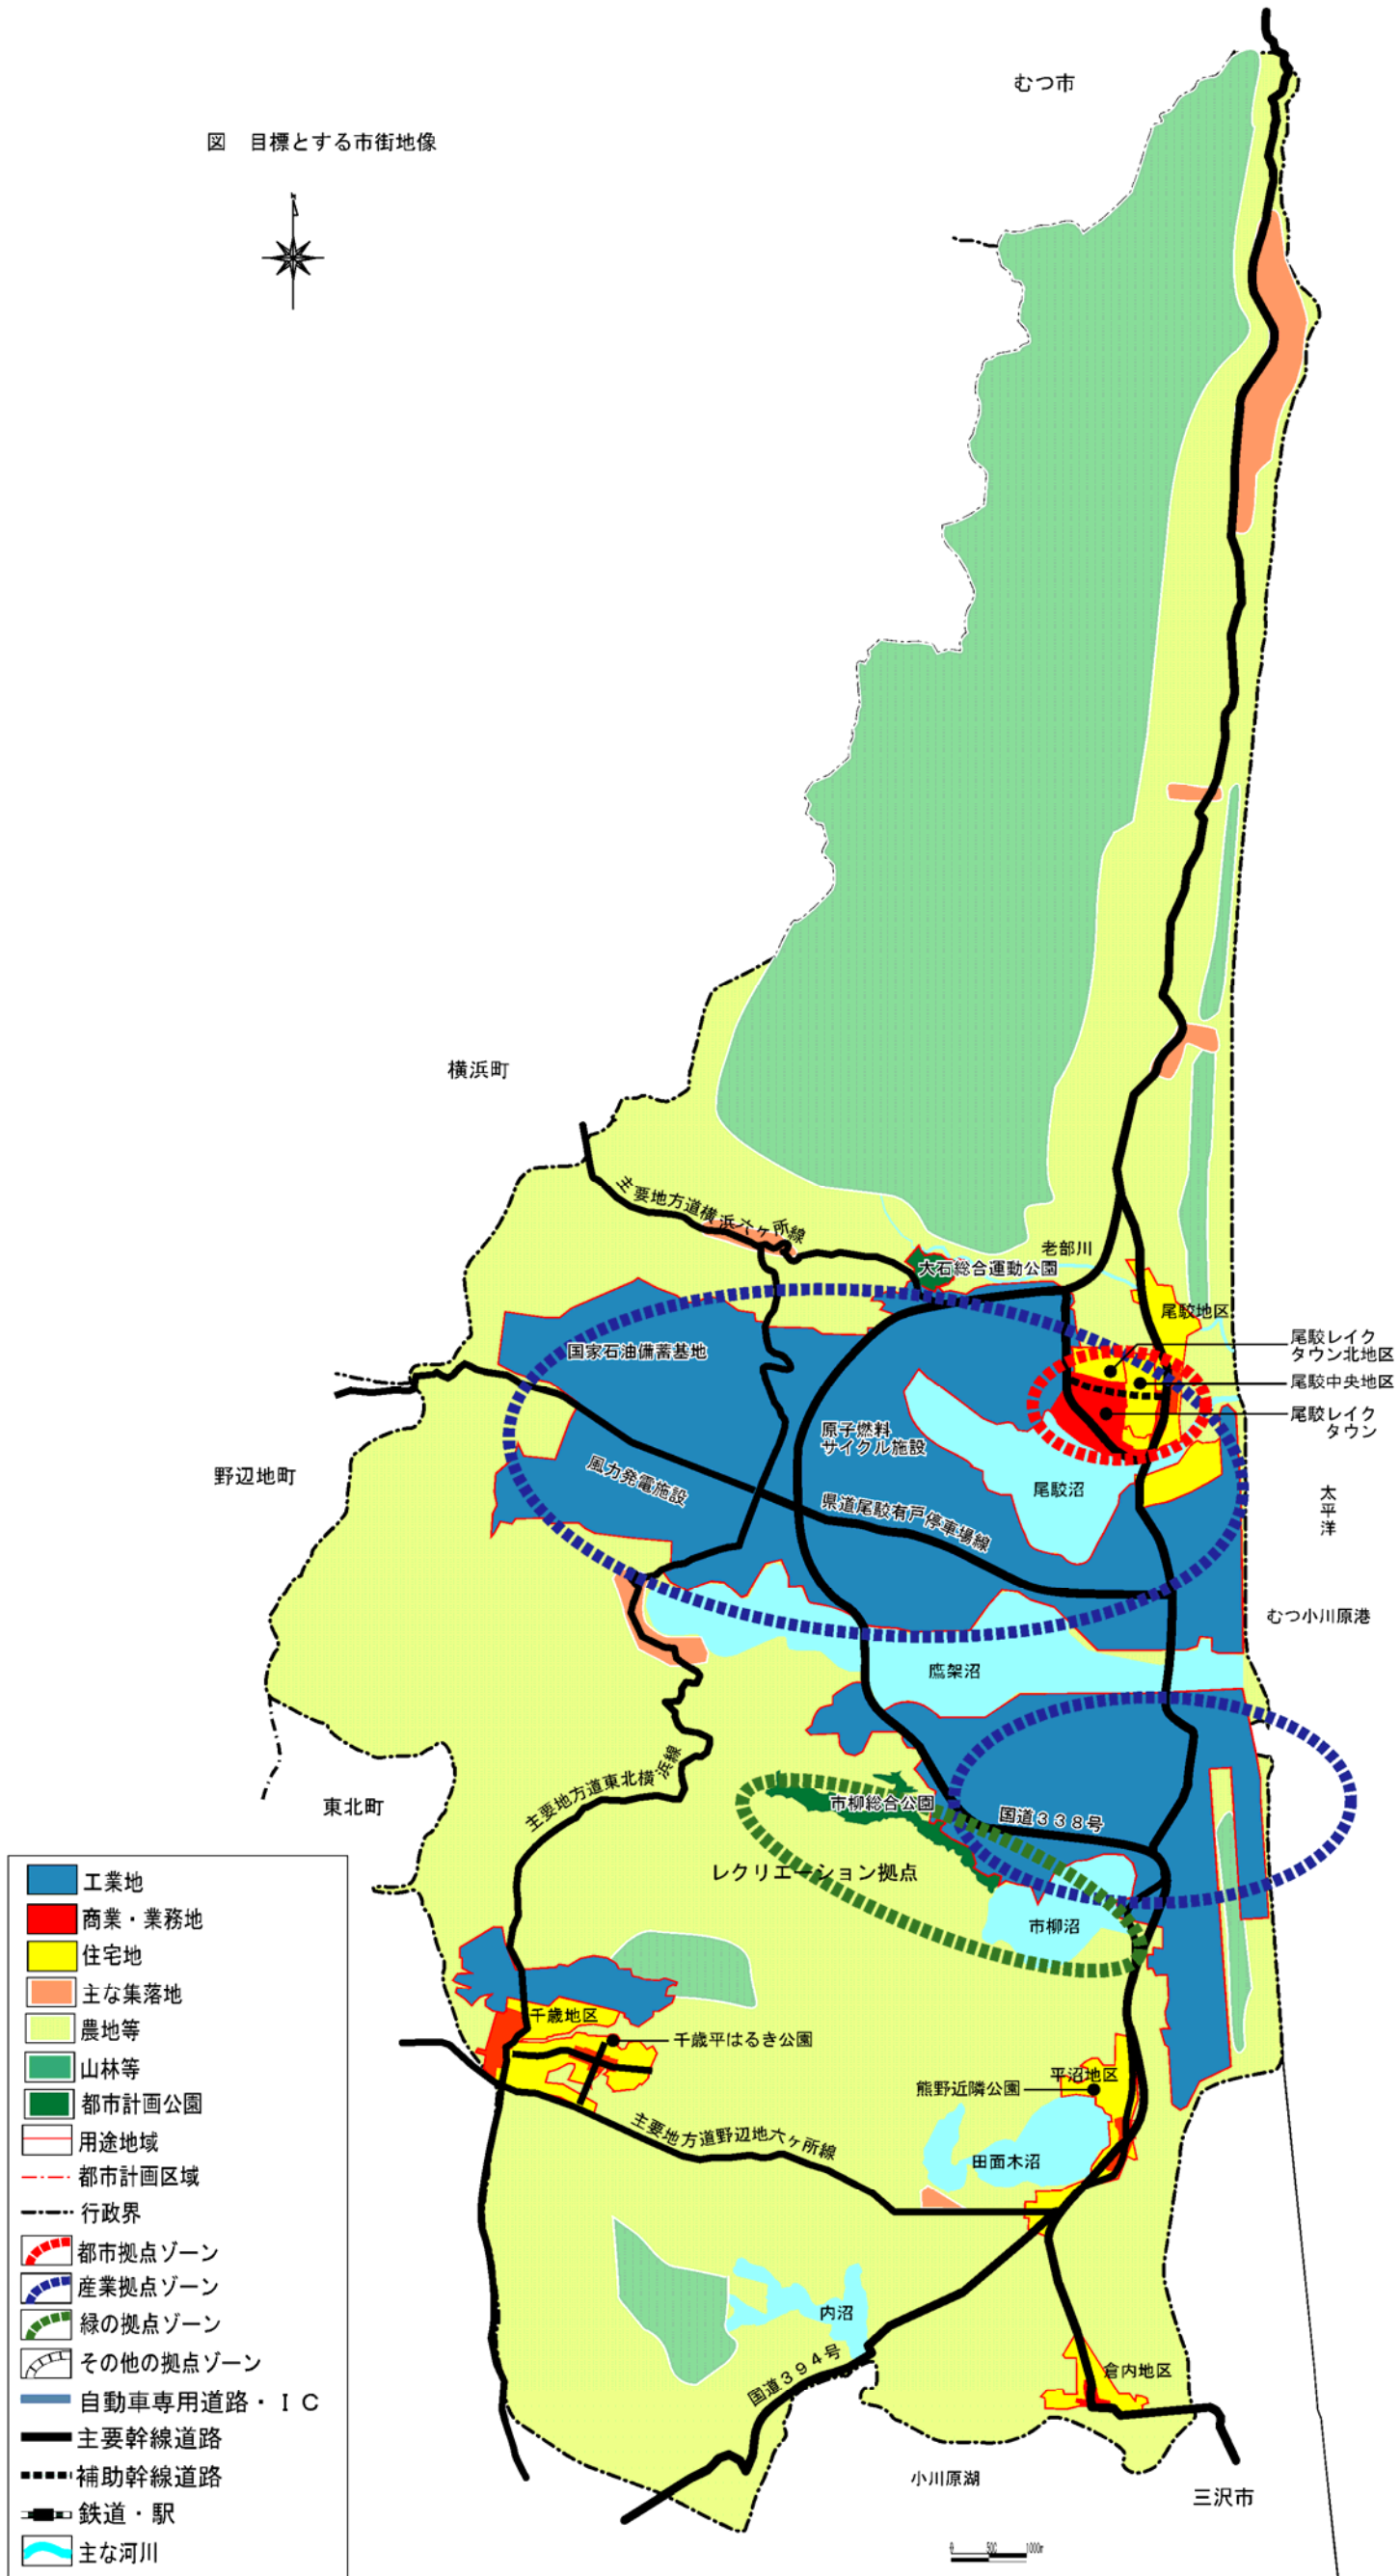 むつ市
図　目標とする市街地像
N
横浜町
主要地方道横浜六ヶ所線
老部川
大石総合運動公園
尾駮地区
国家石油備蓄基地
尾駮レイク
タウン北地区
尾駮中央地区
尾駮レイク
タウン
原子燃料
サイクル施設
野辺地町
風力発電施設
尾駮沼
県道尾駮有戸停車場線
太平洋
むつ小川原港
鷹架沼
主要地方道東北横浜線
東北町
市柳総合公園
国道３３８号
レクリエーション拠点
市柳沼
千歳地区
千歳平はるき公園
平沼地区
熊野近隣公園
主要地方道野辺地六ヶ所線
田面木沼
内沼
国道３９４号
倉内地区
小川原湖
三沢市
0 500 1000m
工業地
商業・業務地
住宅地
主な集落地
農地等
山林等
都市計画公園
用途地域
都市計画区域
行政界
都市拠点ゾーン
産業拠点ゾーン
緑の拠点ゾーン
その他の拠点ゾーン
自動車専用道路・ＩＣ
主要幹線道路
補助幹線道路
鉄道・駅
主な河川